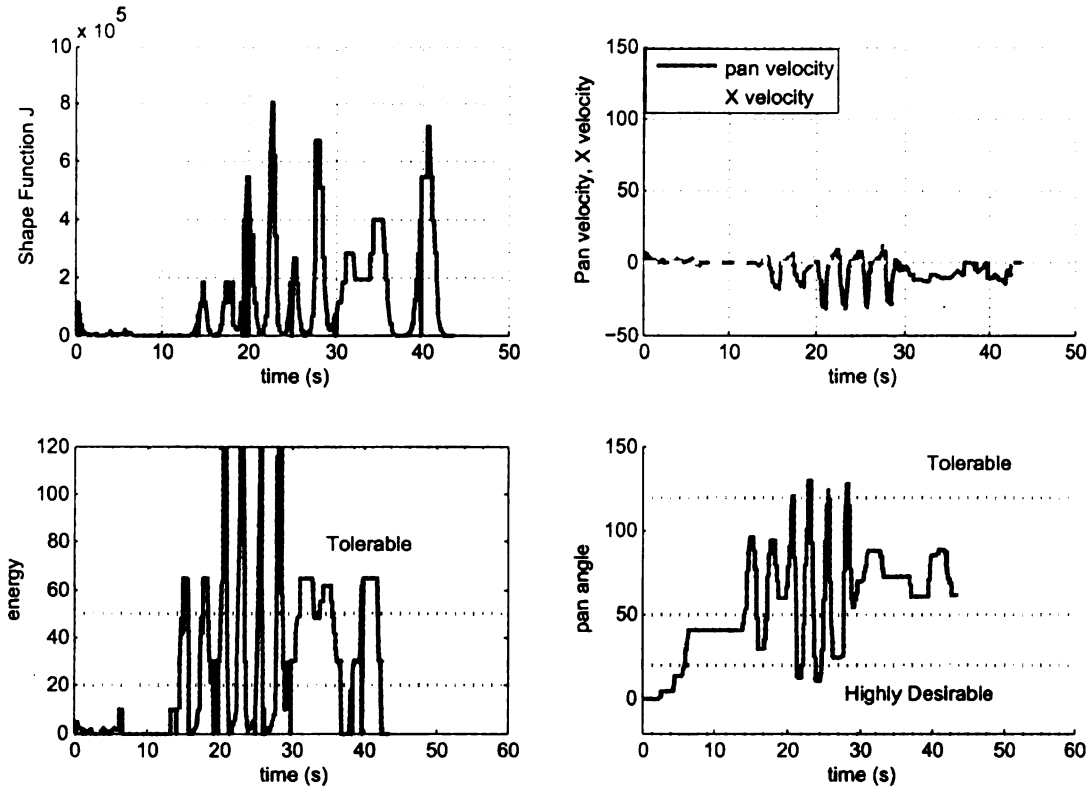 × 10^5
10
8
6
4
2
0
Shape Function J
0 10 20 30 40 50
time (s)
150
100
50
0
−50
Pan velocity, X velocity
pan velocity
X velocity
0 10 20 30 40 50
time (s)
120
100
80
60
40
20
0
energy
Tolerable
0 10 20 30 40 50 60
time (s)
150
100
50
0
pan angle
Tolerable
Highly Desirable
0 10 20 30 40 50 60
time (s)